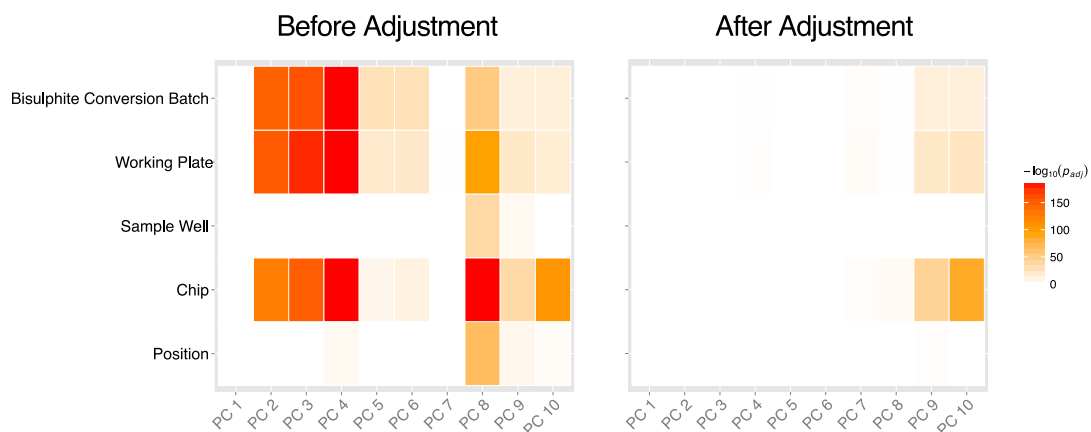 Before Adjustment
After Adjustment
Bisulphite Conversion Batch
Working Plate
Sample Well
Chip
Position
PC 1
PC 2
PC 3
PC 4
PC 5
PC 6
PC 7
PC 8
PC 9
PC 10
PC 1
PC 2
PC 3
PC 4
PC 5
PC 6
PC 7
PC 8
PC 9
PC 10
−log10(padj)
150
100
50
0